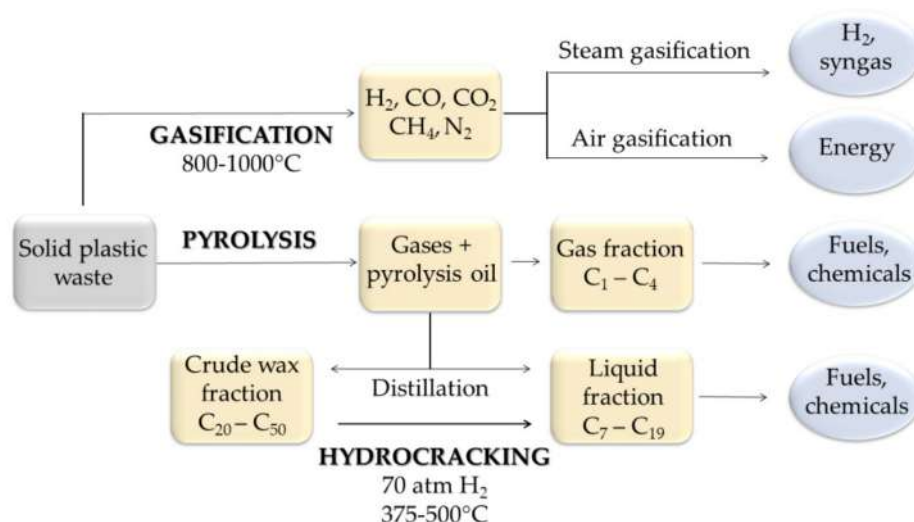 Steam gasification
H₂,
syngas
H₂, CO, CO₂
CH₄, N₂
GASIFICATION
800-1000°C
Air gasification
Energy
Solid plastic
waste
PYROLYSIS
Gases +
pyrolysis oil
Gas fraction
C₁ – C₄
Fuels,
chemicals
Crude wax
fraction
C₂₀ – C₅₀
Distillation
Liquid
fraction
C₇ – C₁₉
Fuels,
chemicals
HYDROCRACKING
70 atm H₂
375-500°C